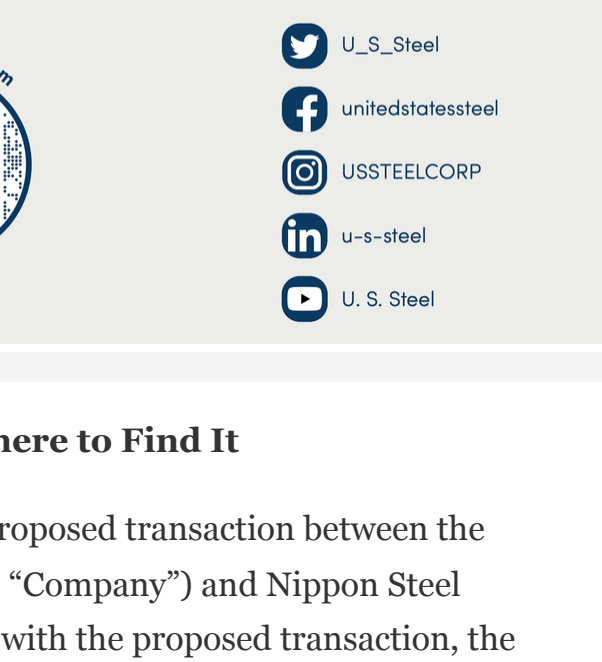 m
U_S_Steel
unitedstatessteel
USSTEELCORP
in u-s-steel
U. S. Steel
here to Find It
roposed transaction between the
“Company”) and Nippon Steel
with the proposed transaction, the